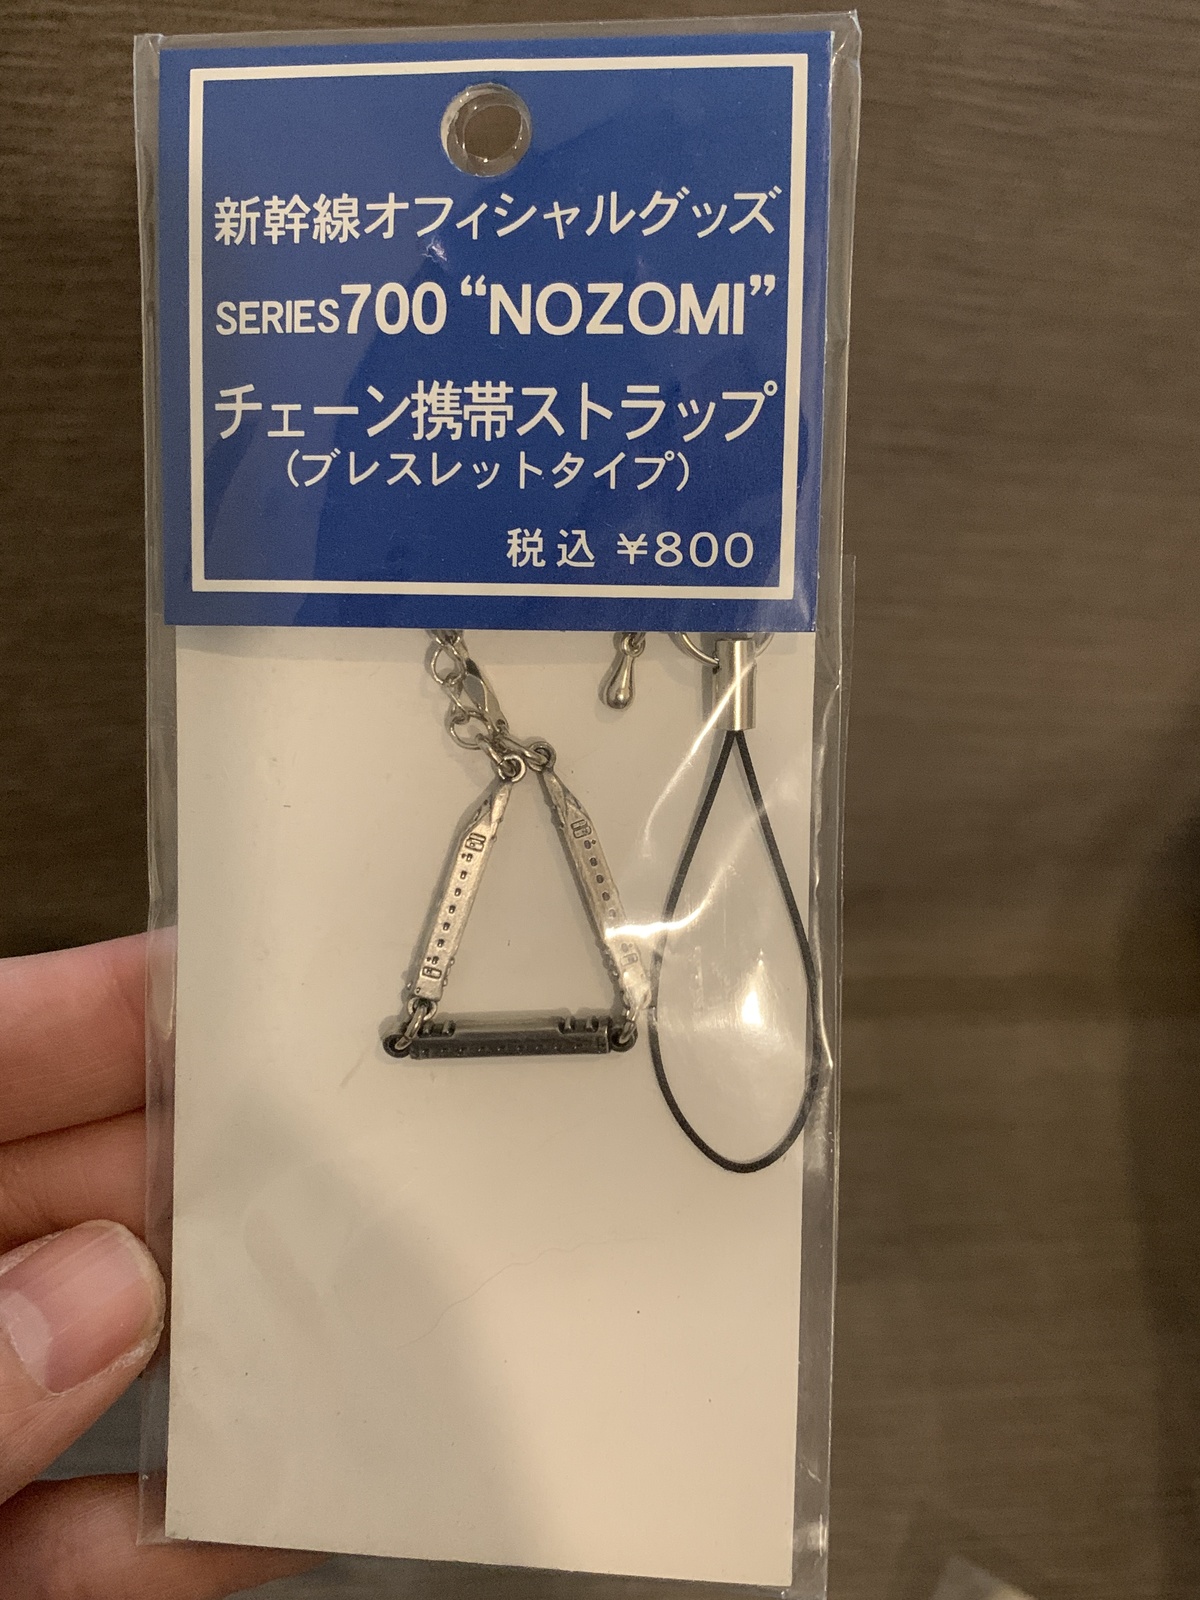 新幹線オフィシャルグッズ
SERIES700 “NOZOMI”
チェーン携帯ストラップ
(ブレスレットタイプ)
税込 ¥800